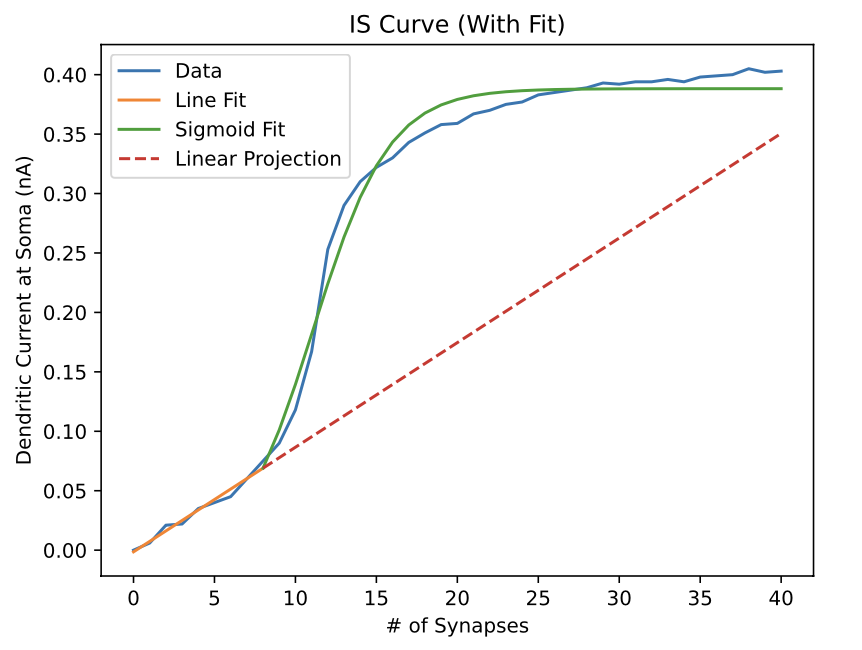 IS Curve (With Fit)
Data
Line Fit
Sigmoid Fit
Linear Projection
Dendritic Current at Soma (nA)
0.40
0.35
0.30
0.25
0.20
0.15
0.10
0.05
0.00
0 5 10 15 20 25 30 35 40
# of Synapses